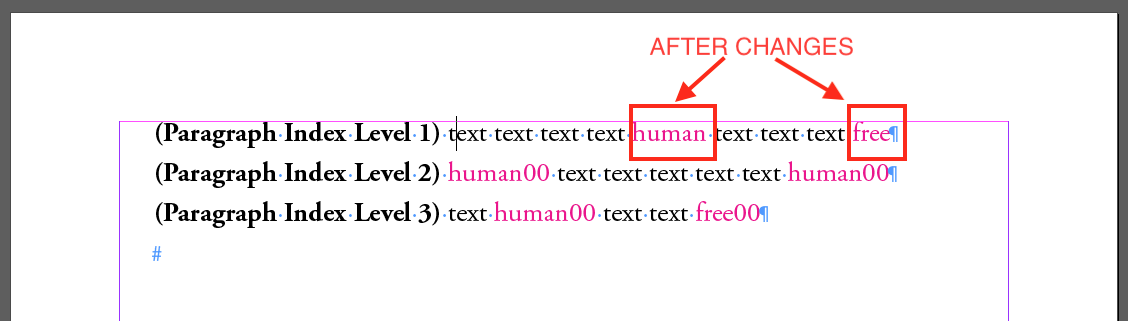 AFTER CHANGES
(Paragraph Index Level 1) text text text text human text text text free¶
(Paragraph Index Level 2) human00 text text text text text human00¶
(Paragraph Index Level 3) text human00 text text free00¶
#